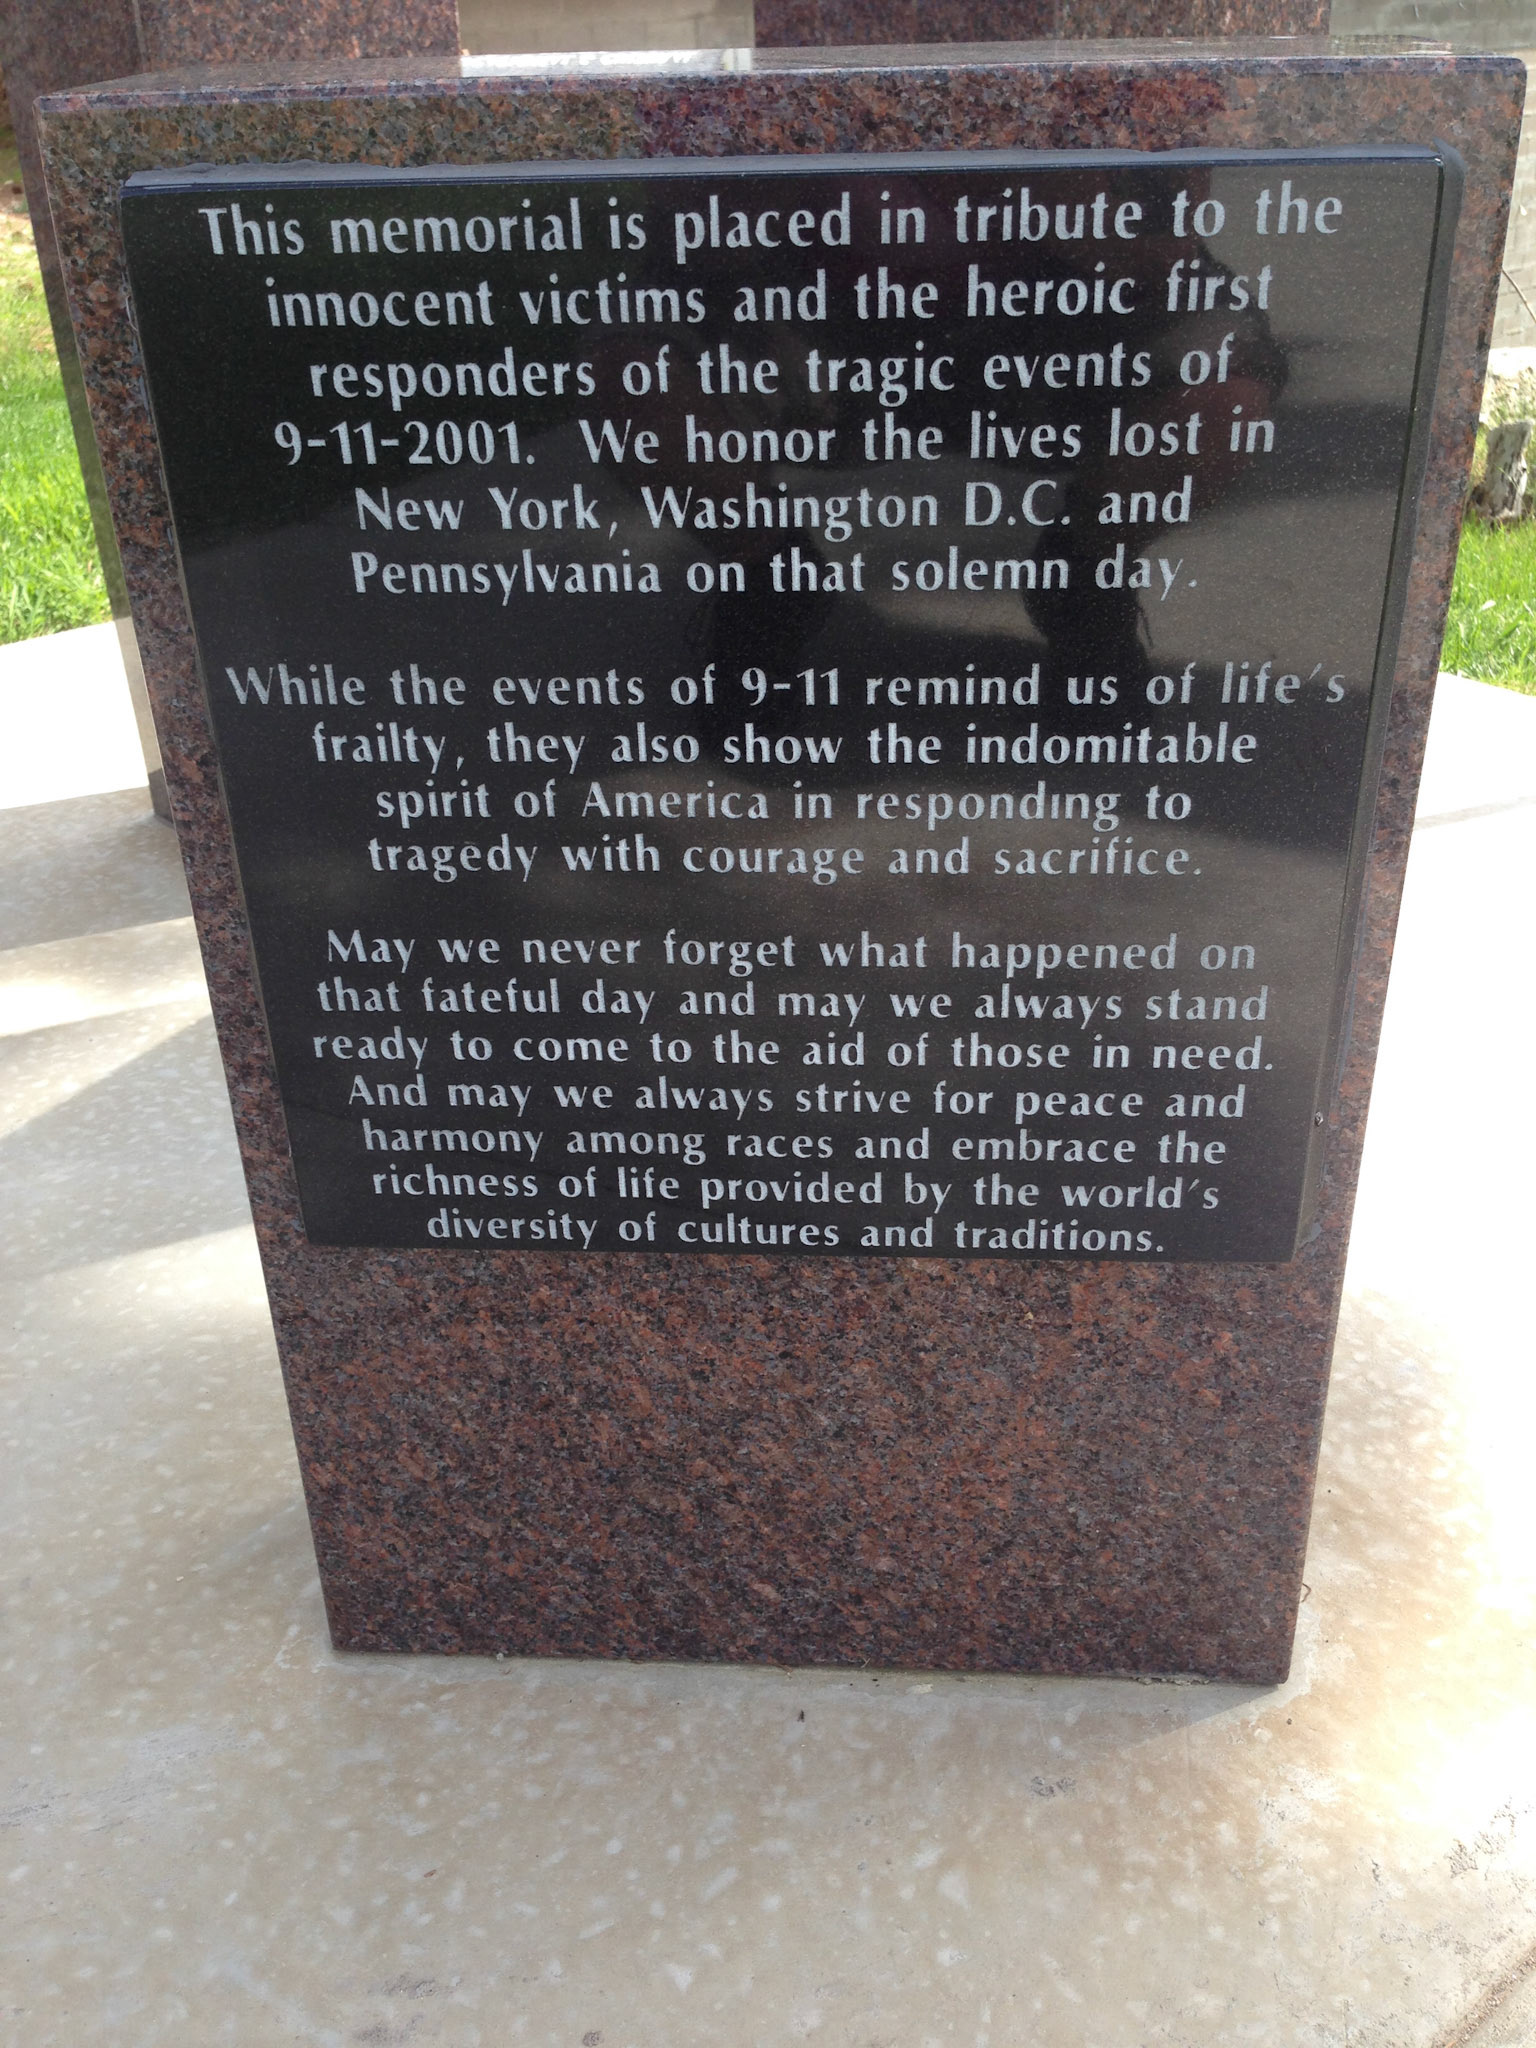 This memorial is placed in tribute to the
innocent victims and the heroic first
responders of the tragic events of
9-11-2001. We honor the lives lost in
New York, Washington D.C. and
Pennsylvania on that solemn day.
While the events of 9-11 remind us of life's
frailty, they also show the indomitable
spirit of America in responding to
tragedy with courage and sacrifice.
May we never forget what happened on
that fateful day and may we always stand
ready to come to the aid of those in need.
And may we always strive for peace and
harmony among races and embrace the
richness of life provided by the world's
diversity of cultures and traditions.